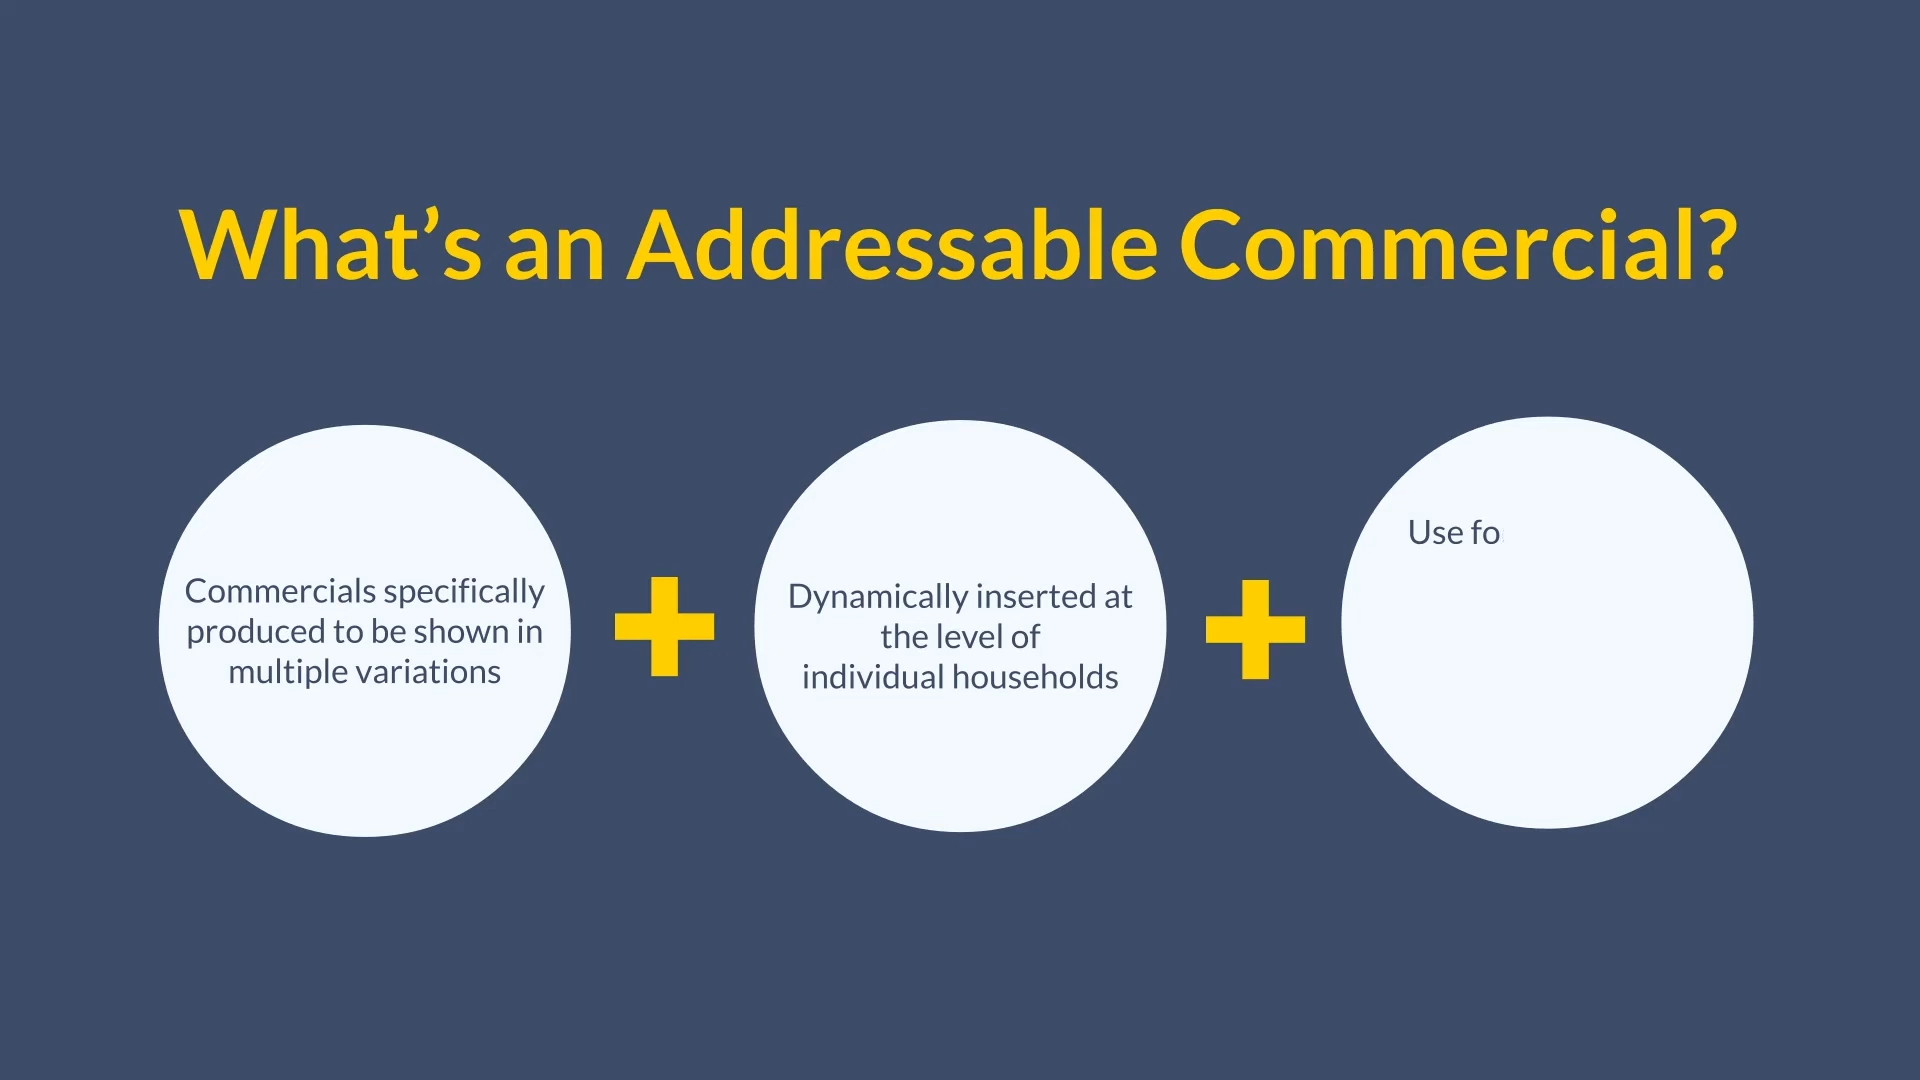 What’s an Addressable Commercial?
Commercials specifically
produced to be shown in
multiple variations
Dynamically inserted at
the level of
individual households
Use fo